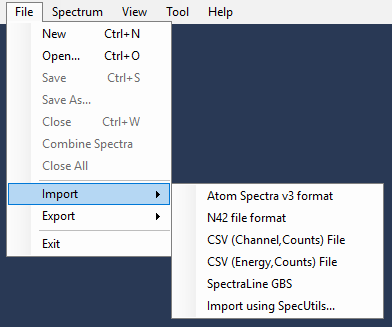 File Spectrum View Tool Help
New Ctrl+N
Open... Ctrl+O
Save Ctrl+S
Save As...
Close Ctrl+W
Combine Spectra
Close All
Import
Export
Exit
Atom Spectra v3 format
N42 file format
CSV (Channel,Counts) File
CSV (Energy,Counts) File
SpectraLine GBS
Import using SpecUtils...